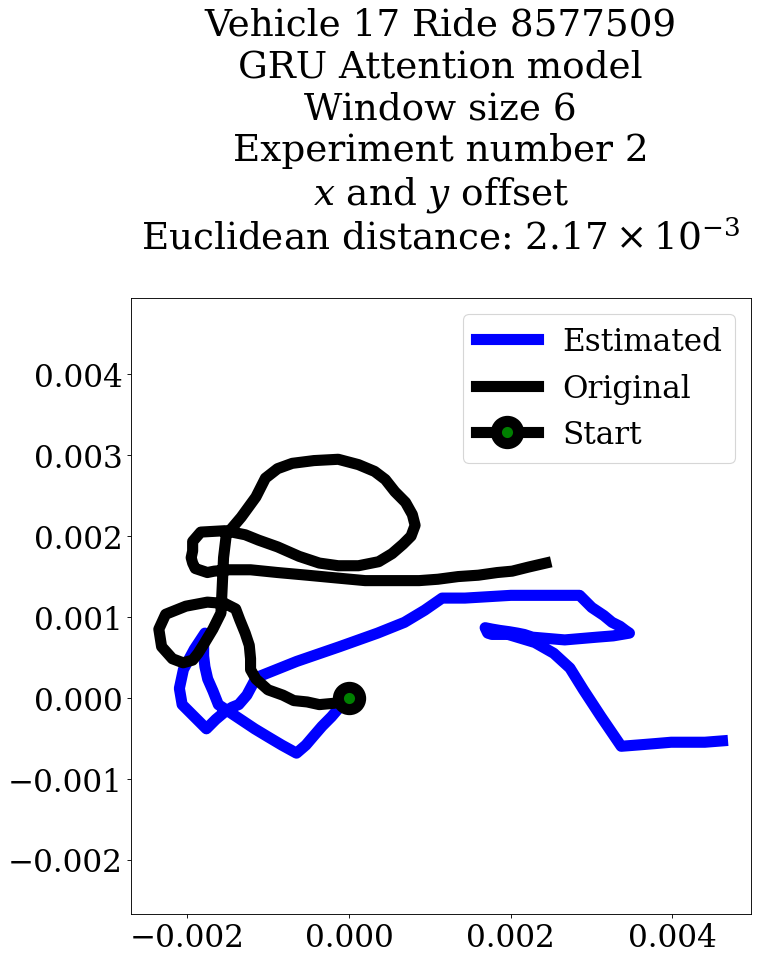 Vehicle 17 Ride 8577509
GRU Attention model
Window size 6
Experiment number 2
x and y offset
Euclidean distance: 2.17 × 10⁻³
Estimated
Original
Start
0.004
0.003
0.002
0.001
0.000
−0.001
−0.002
−0.002 0.000 0.002 0.004